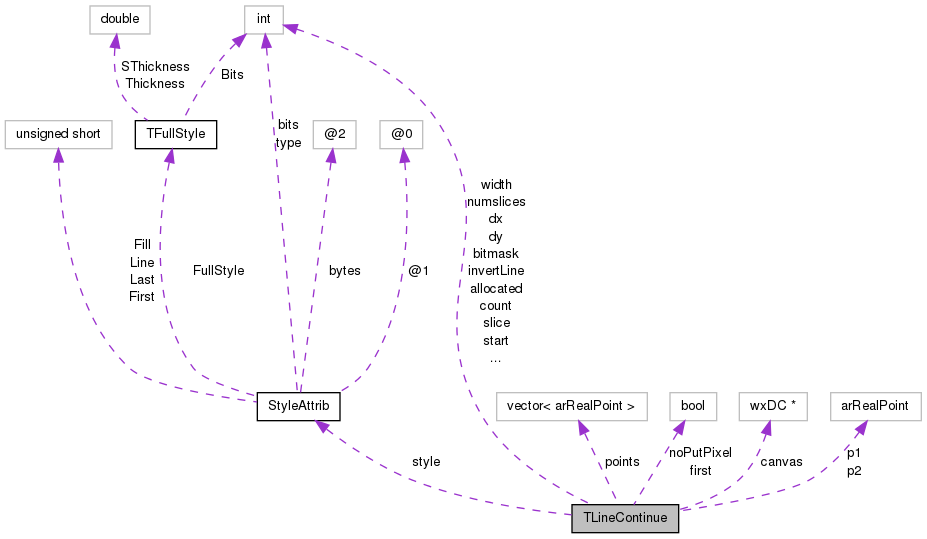 double
int
SThickness
Thickness
Bits
unsigned short
TFullStyle
bits
type
@2
@0
width
numslices
dx
dy
bitmask
invertLine
allocated
count
slice
start
...
Fill
Line
Last
First
FullStyle
bytes
@1
StyleAttrib
vector< arRealPoint >
bool
wxDC *
arRealPoint
style
points
noPutPixel
first
canvas
p1
p2
TLineContinue